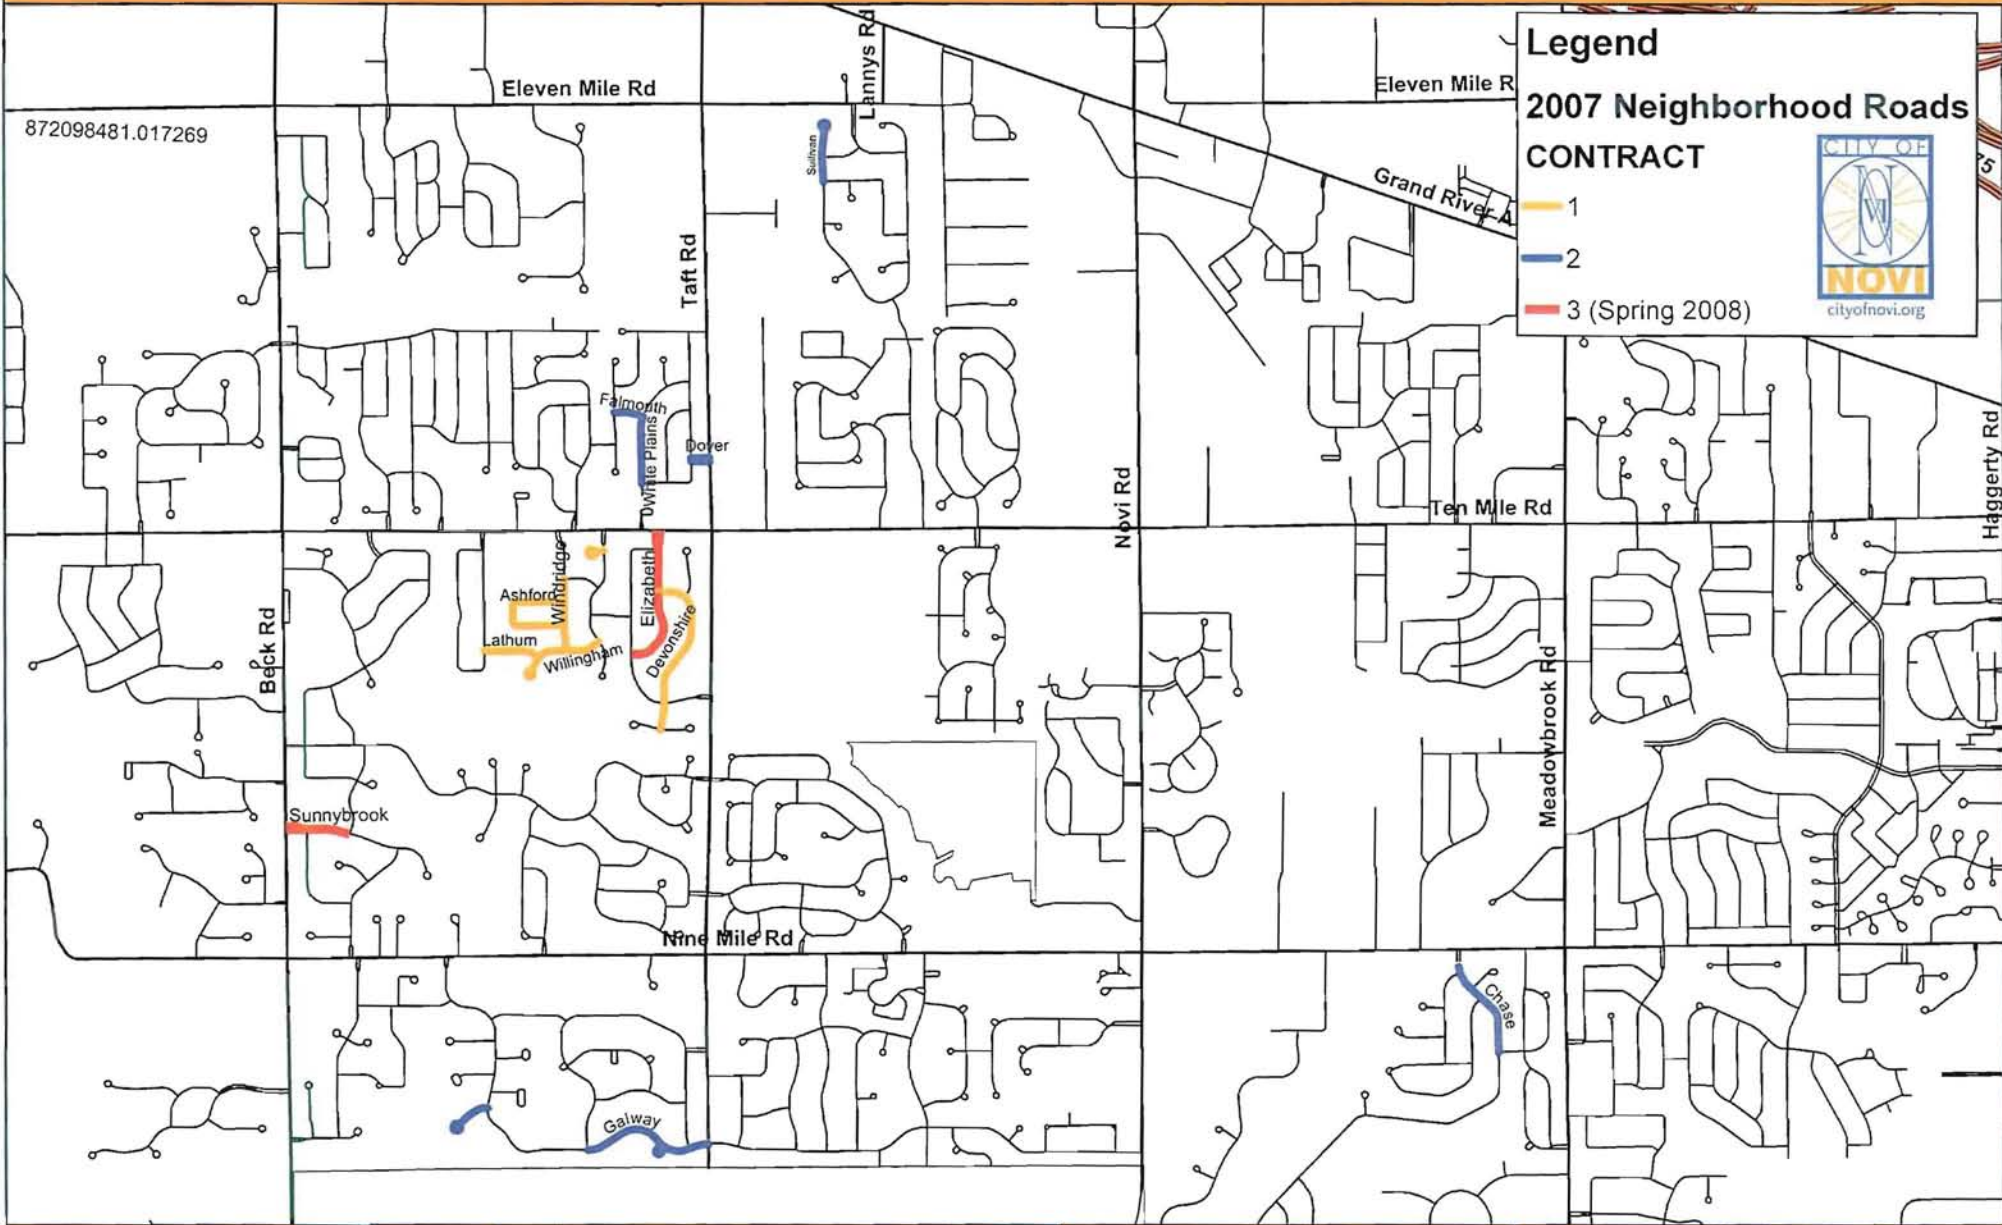 Legend
2007 Neighborhood Roads
CONTRACT
1
2
3 (Spring 2008)
CITY OF
NOVI
cityofnovi.org
Lannys Rd
Eleven Mile Rd
Eleven Mile R
872098481.017269
Sullivan
Grand River A
Taft Rd
Falmouth
White Plains
Dover
Novi Rd
Ten Mile Rd
Haggerty Rd
Windridge
Ashford
Elizabeth
Lathum
Willingham
Devonshire
Beck Rd
Meadowbrook Rd
Sunnybrook
Nine Mile Rd
Chase
Galway